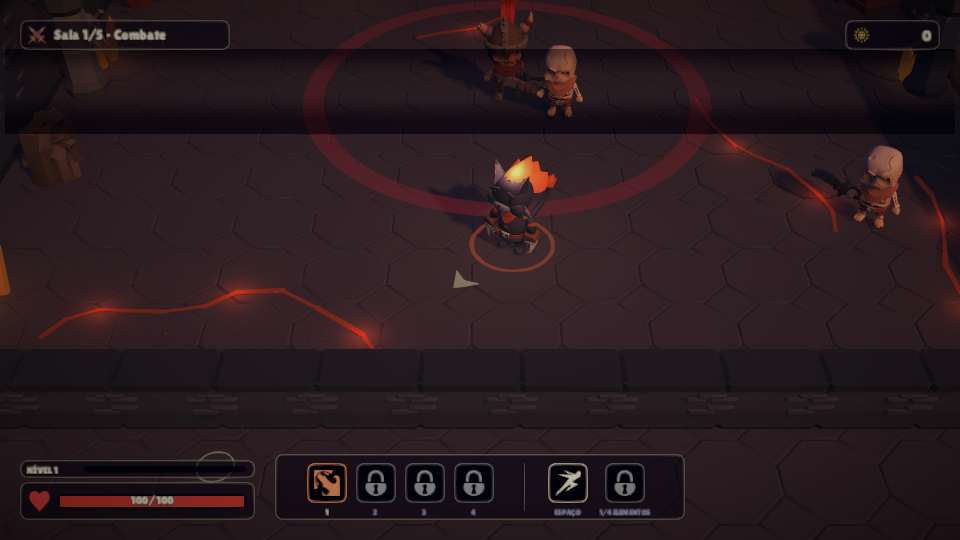 Sala 1/5 - Combate
0
NÍVEL 1
100/100
1
2
3
4
ESPAÇO
1/4 ELEMENTOS